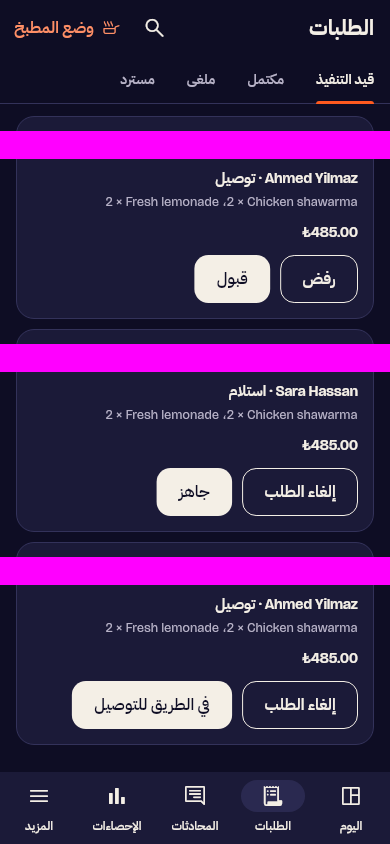 الطلبات
وضع المطبخ
قيد التنفيذ
مكتمل
ملغى
مسترد
Ahmed Yilmaz · توصيل
2 × Fresh lemonade ،2 × Chicken shawarma
₺485.00
رفض
قبول
Sara Hassan · استلام
2 × Fresh lemonade ،2 × Chicken shawarma
₺485.00
إلغاء الطلب
جاهز
Ahmed Yilmaz · توصيل
2 × Fresh lemonade ،2 × Chicken shawarma
₺485.00
إلغاء الطلب
في الطريق للتوصيل
اليوم
الطلبات
المحادثات
الإحصاءات
المزيد